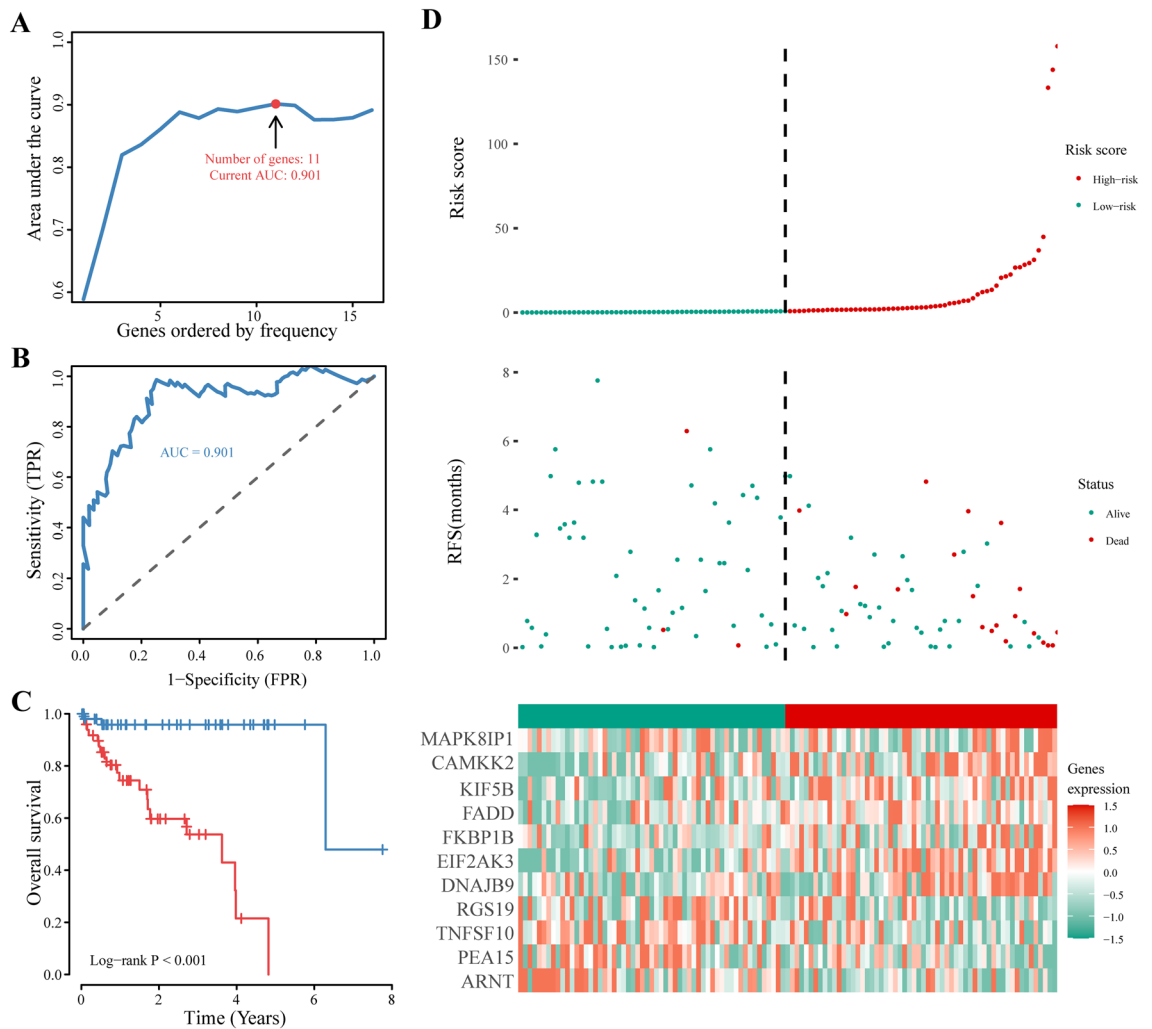 A
1.0
0.9
0.8
0.7
0.6
Area under the curve
Number of genes: 11
Current AUC: 0.901
5
10
15
Genes ordered by frequency
B
1.0
0.8
0.6
0.4
0.2
0.0
Sensitivity (TPR)
AUC = 0.901
0.0
0.2
0.4
0.6
0.8
1.0
1−Specificity (FPR)
C
1.0
0.8
0.6
0.4
0.2
0.0
Overall survival
Log−rank P < 0.001
0
2
4
6
8
Time (Years)
D
150
100
50
0
Risk score
Risk score
High−risk
Low−risk
8
6
4
2
0
RFS(months)
Status
Alive
Dead
MAPK8IP1
CAMKK2
KIF5B
FADD
FKBP1B
EIF2AK3
DNAJB9
RGS19
TNFSF10
PEA15
ARNT
Genes
expression
1.5
1.0
0.5
0.0
−0.5
−1.0
−1.5